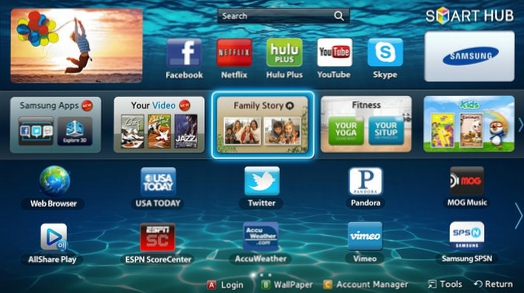 Search
SMART HUB
facebook
NETFLIX
hulu PLUS
YouTube
SAMSUNG
Facebook
Netflix
Hulu Plus
YouTube
Skype
Samsung Apps
Your Video
Family Story
Fitness
Kids
Explore 3D
JAZZ
YOUR YOGA
YOUR SITUP
USA TODAY
PANDORA
MOG
Web Browser
USA TODAY
Twitter
Pandora
MOG Music
ESPN SC
AccuWeather.com
vimeo
SPSN SAMSUNG
AllShare Play
ESPN ScoreCenter
AccuWeather
Vimeo
Samsung SPSN
A Login
B WallPaper
C Account Manager
Tools
Return